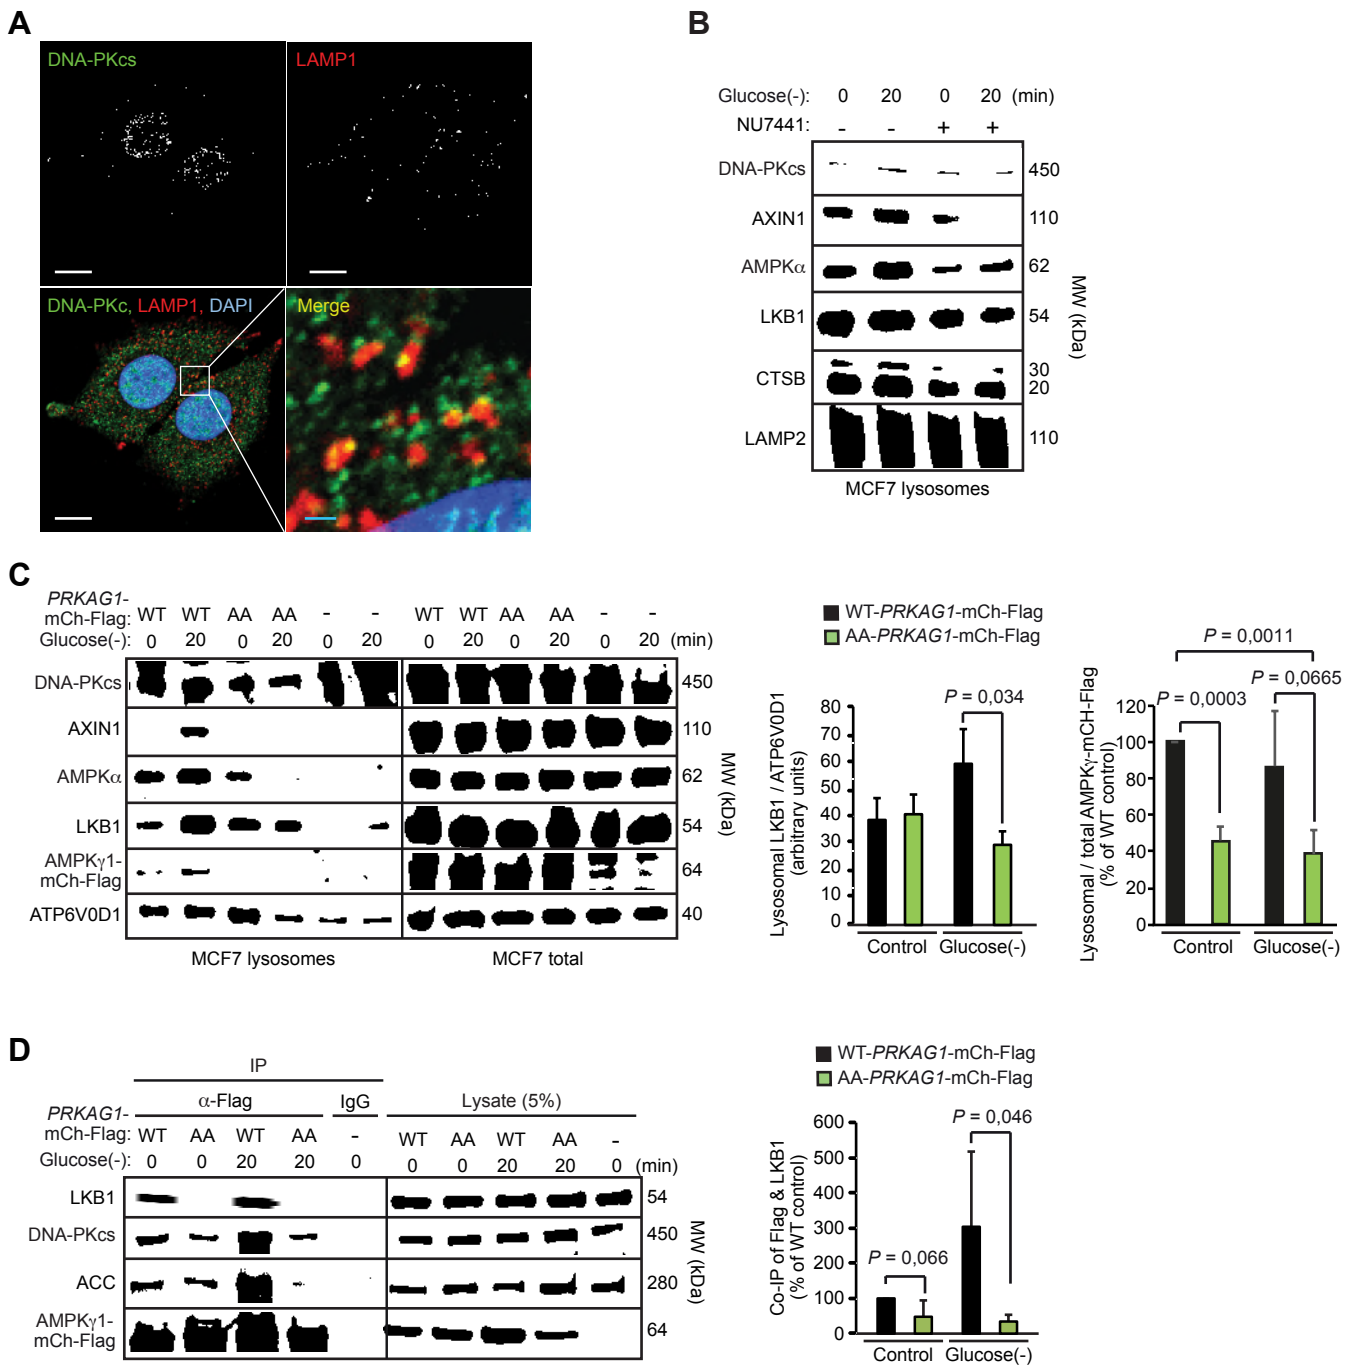 A
DNA-PKcs
LAMP1
DNA-PKc, LAMP1, DAPI
Merge
B
Glucose(-): 0 20 0 20 (min)
NU7441: - - + +
DNA-PKcs 450
AXIN1 110
AMPKα 62
LKB1 54
CTSB 30
20
LAMP2 110
MW (kDa)
MCF7 lysosomes
C
PRKAG1-
mCh-Flag: WT WT AA AA - - WT WT AA AA - -
Glucose(-): 0 20 0 20 0 20 0 20 0 20 0 20 (min)
DNA-PKcs 450
AXIN1 110
AMPKα 62
LKB1 54
AMPKγ1-
mCh-Flag 64
ATP6V0D1 40
MW (kDa)
MCF7 lysosomes MCF7 total
WT-PRKAG1-mCh-Flag
AA-PRKAG1-mCh-Flag
Lysosomal LKB1 / ATP6V0D1
(arbitrary units)
80
70
60
50
40
30
20
10
0
P = 0,034
Control Glucose(-)
Lysosomal / total AMPKγ-mCH-Flag
(% of WT control)
120
100
80
60
40
20
0
P = 0,0011
P = 0,0665
P = 0,0003
Control Glucose(-)
D
IP
α-Flag IgG Lysate (5%)
PRKAG1-
mCh-Flag: WT AA WT AA - WT AA WT AA -
Glucose(-): 0 0 20 20 0 0 0 20 20 0 (min)
LKB1 54
DNA-PKcs 450
ACC 280
AMPKγ1-
mCh-Flag 64
MW (kDa)
WT-PRKAG1-mCh-Flag
AA-PRKAG1-mCh-Flag
Co-IP of Flag & LKB1
(% of WT control)
600
500
400
300
200
100
0
P = 0,046
P = 0,066
Control Glucose(-)